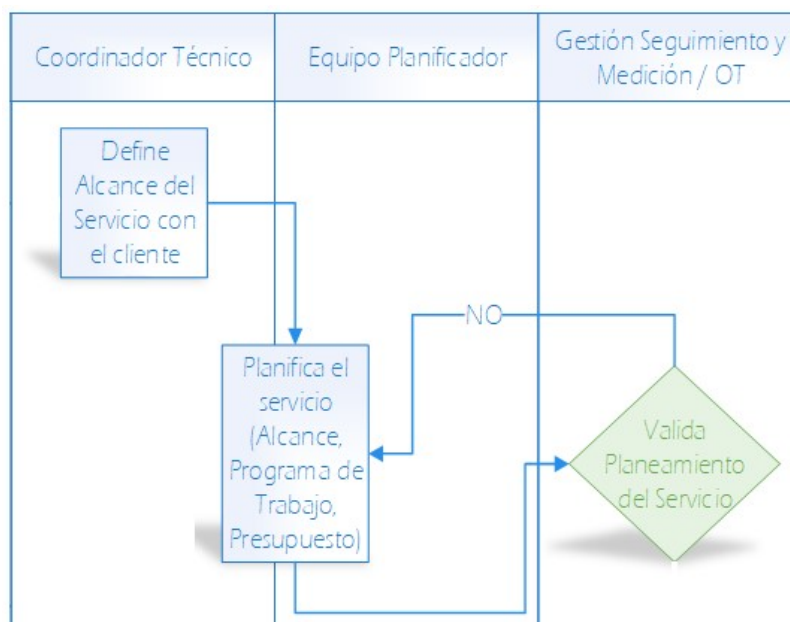 Coordinador Técnico
Equipo Planificador
Gestión Seguimiento y
Medición / OT
Define
Alcance del
Servicio con
el cliente
NO
Planifica el
servicio
(Alcance,
Programa de
Trabajo,
Presupuesto)
Valida
Planeamiento
del Servicio